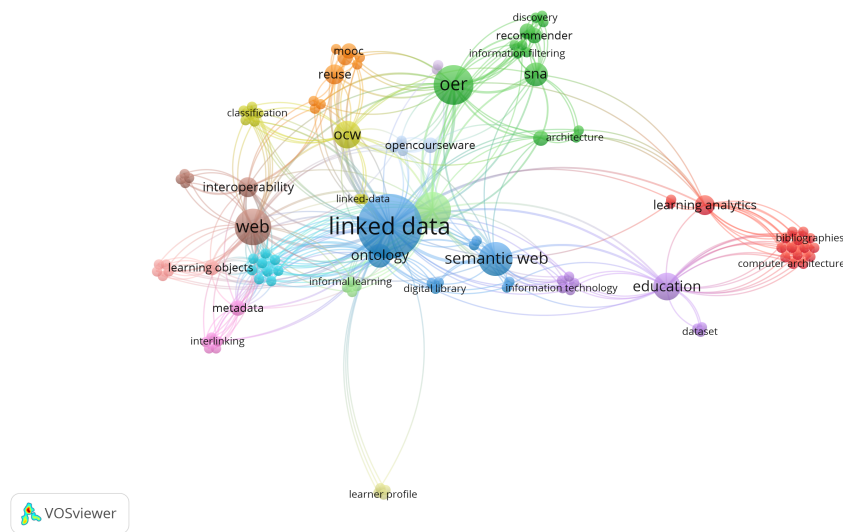 discovery
recommender
mooc
information filtering
reuse
sna
oer
classification
ocw
architecture
opencourseware
interoperability
linked-data
learning analytics
linked data
web
bibliographies
ontology
semantic web
learning objects
computer architecture
informal learning
education
digital library
information technology
metadata
dataset
interlinking
learner profile
VOSviewer